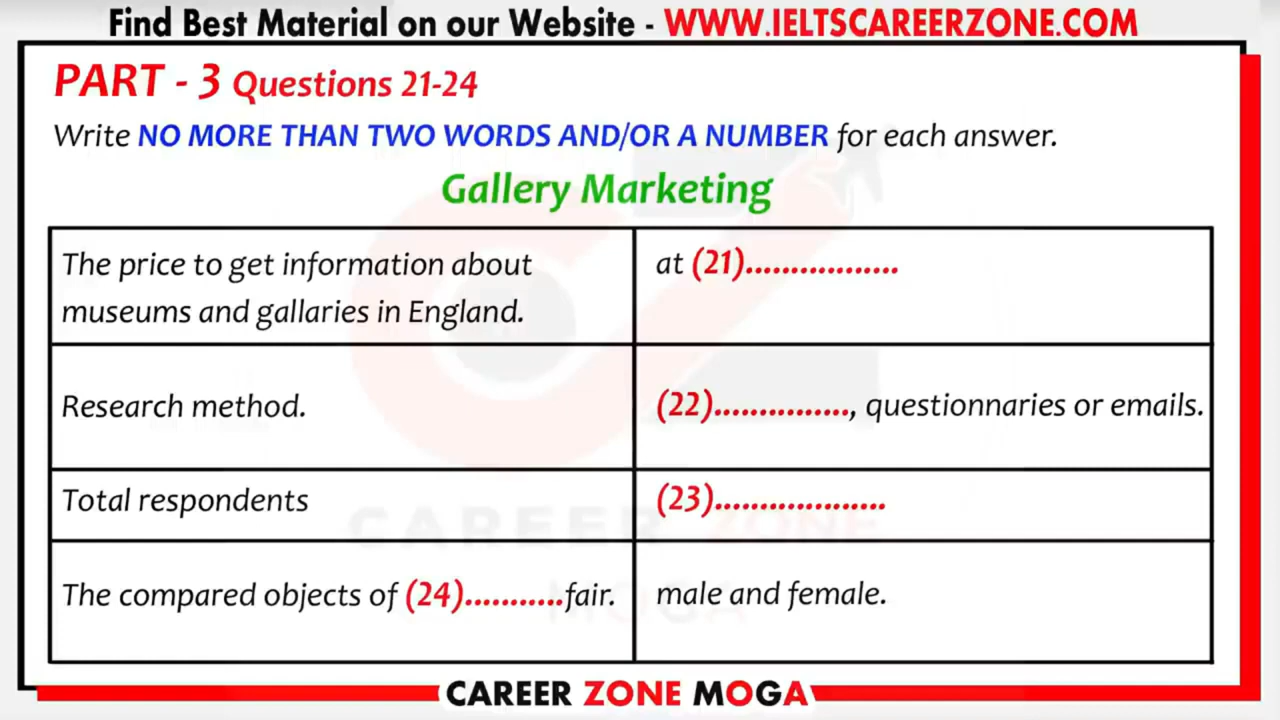 Find Best Material on our Website - WWW.IELTSCAREERZONE.COM
PART - 3 Questions 21-24
Write NO MORE THAN TWO WORDS AND/OR A NUMBER for each answer.
Gallery Marketing
The price to get information about
museums and gallaries in England.
at (21).................
Research method.
(22)..............., questionnaries or emails.
Total respondents
(23)...................
The compared objects of (24)...........fair.
male and female.
CAREER ZONE
MOGA
CAREER ZONE MOGA